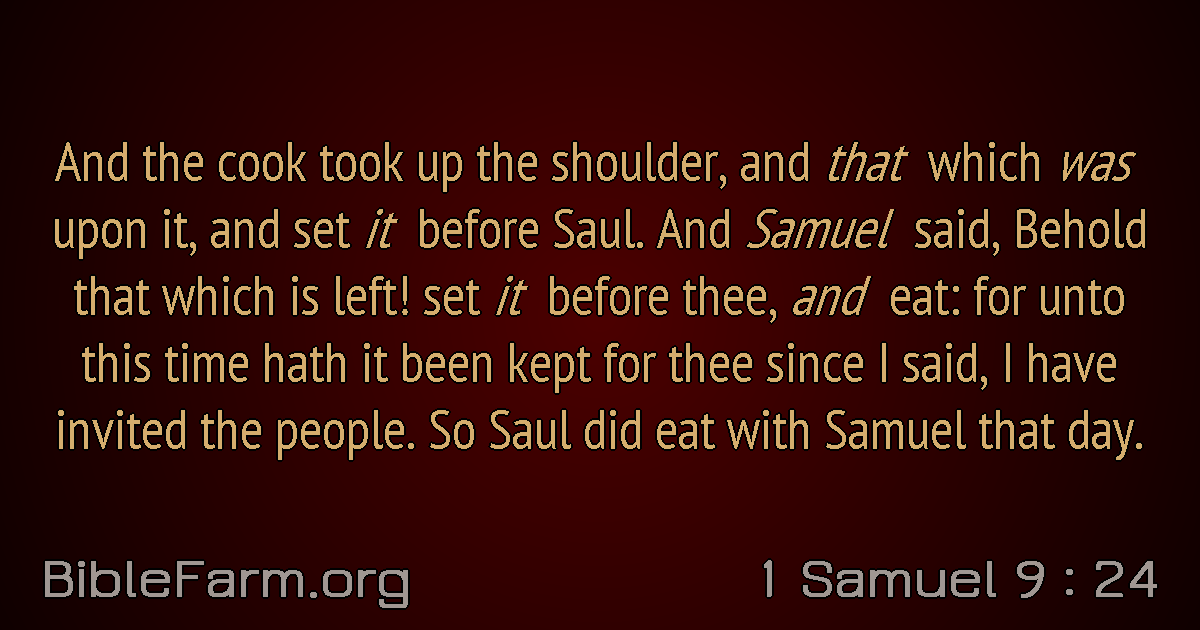 And the cook took up the shoulder, and that which was
upon it, and set it before Saul. And Samuel said, Behold
that which is left! set it before thee, and eat: for unto
this time hath it been kept for thee since I said, I have
invited the people. So Saul did eat with Samuel that day.
BibleFarm.org
1 Samuel 9 : 24